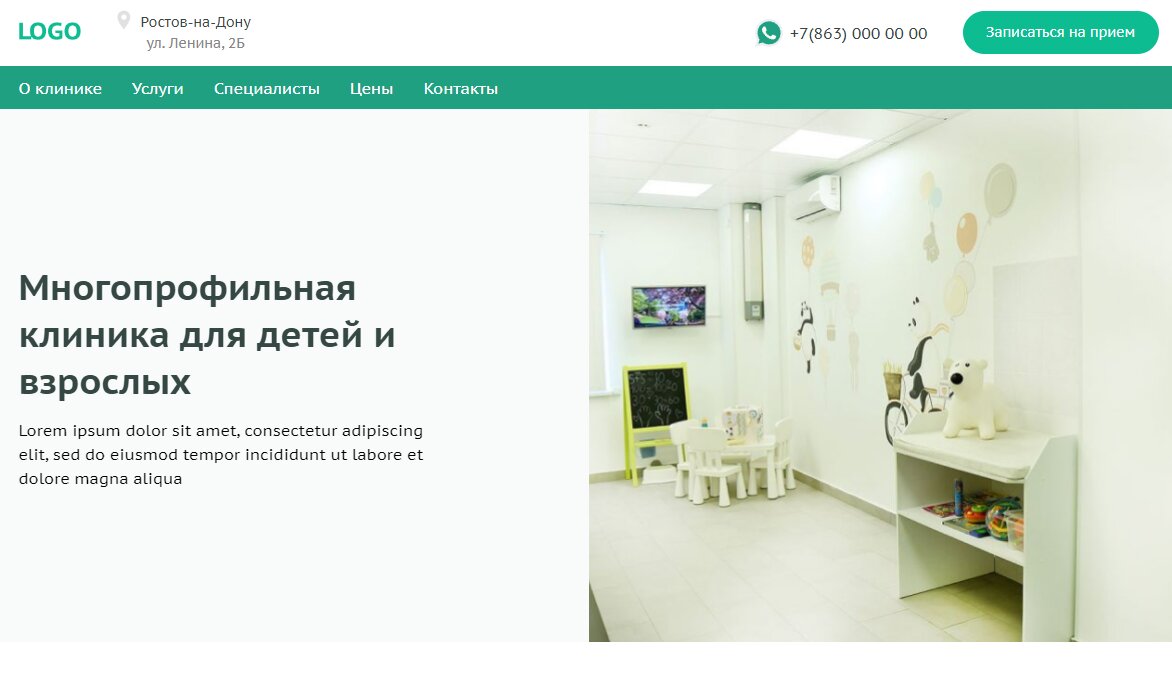 LOGO
Ростов-на-Дону
ул. Ленина, 2Б
+7(863) 000 00 00
Записаться на прием
О клинике
Услуги
Специалисты
Цены
Контакты
Многопрофильная
клиника для детей и
взрослых
Lorem ipsum dolor sit amet, consectetur adipiscing
elit, sed do eiusmod tempor incididunt ut labore et
dolore magna aliqua